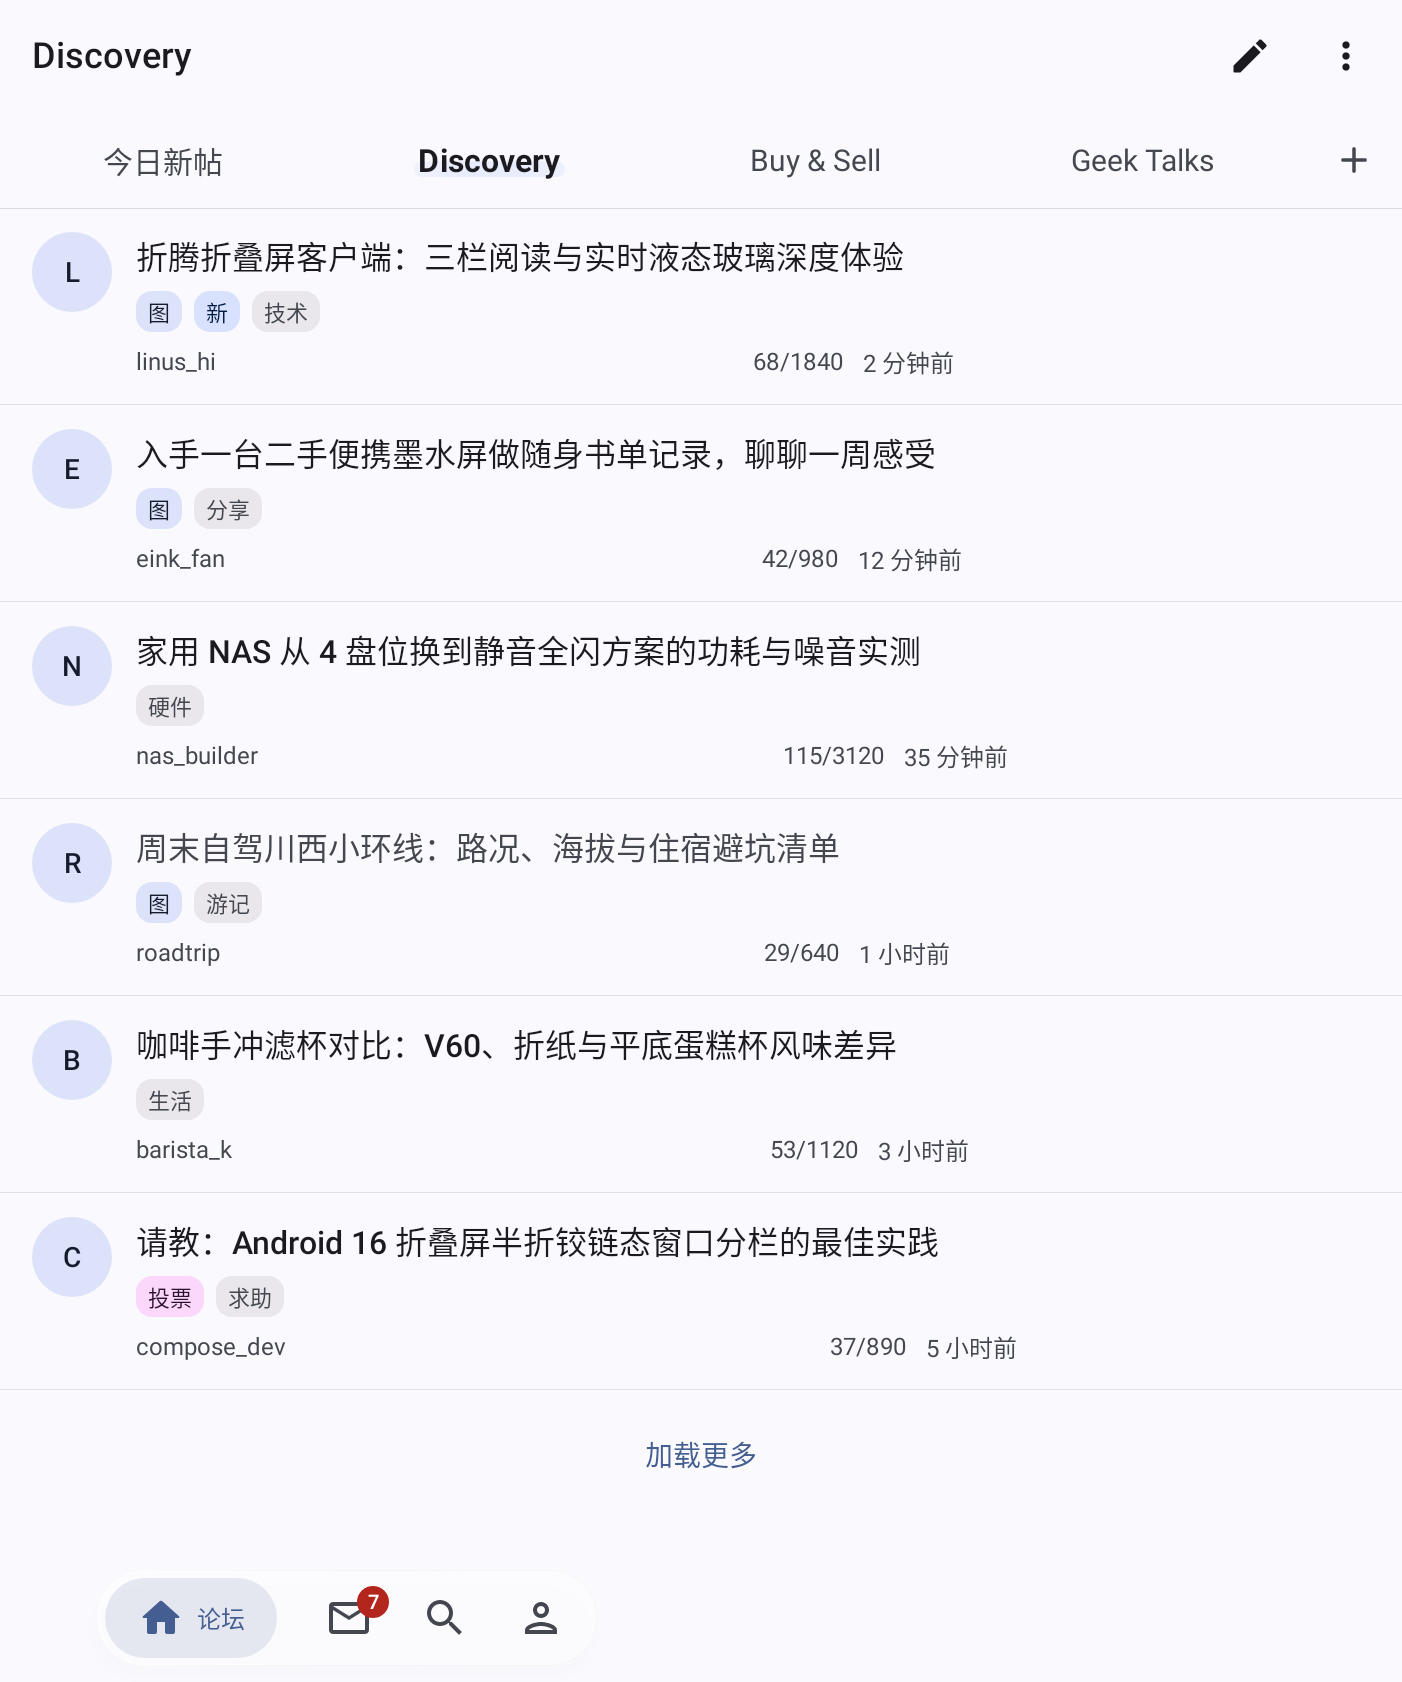 Discovery
今日新帖 Discovery Buy & Sell Geek Talks
L
折腾折叠屏客户端：三栏阅读与实时液态玻璃深度体验
图 新 技术
linus_hi 68/1840 2 分钟前
E
入手一台二手便携墨水屏做随身书单记录，聊聊一周感受
图 分享
eink_fan 42/980 12 分钟前
N
家用 NAS 从 4 盘位换到静音全闪方案的功耗与噪音实测
硬件
nas_builder 115/3120 35 分钟前
R
周末自驾川西小环线：路况、海拔与住宿避坑清单
图 游记
roadtrip 29/640 1 小时前
B
咖啡手冲滤杯对比：V60、折纸与平底蛋糕杯风味差异
生活
barista_k 53/1120 3 小时前
C
请教：Android 16 折叠屏半折铰链态窗口分栏的最佳实践
投票 求助
compose_dev 37/890 5 小时前
加载更多
论坛 7